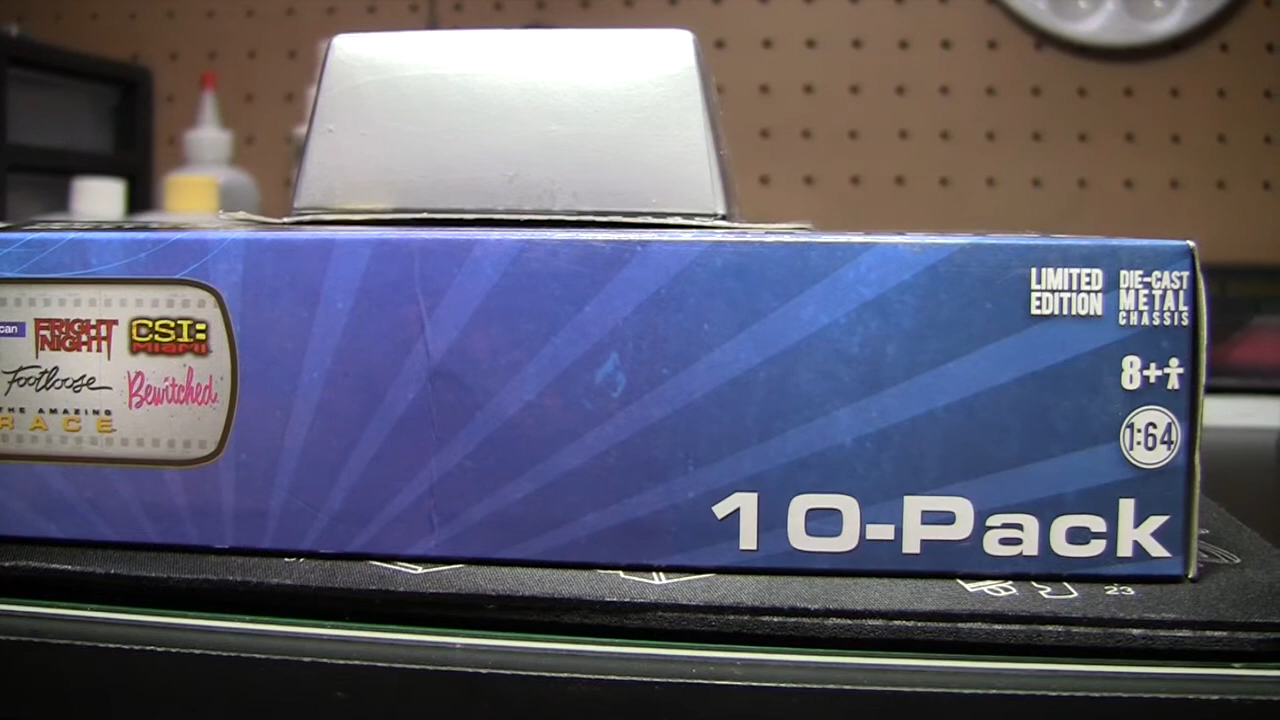 can
FRIGHT
NIGHT
CSI:
MIAMI
Footloose
Bewitched
THE AMAZING
RACE
LIMITED
EDITION
DIE-CAST
METAL
CHASSIS
8+
1:64
10-Pack
23